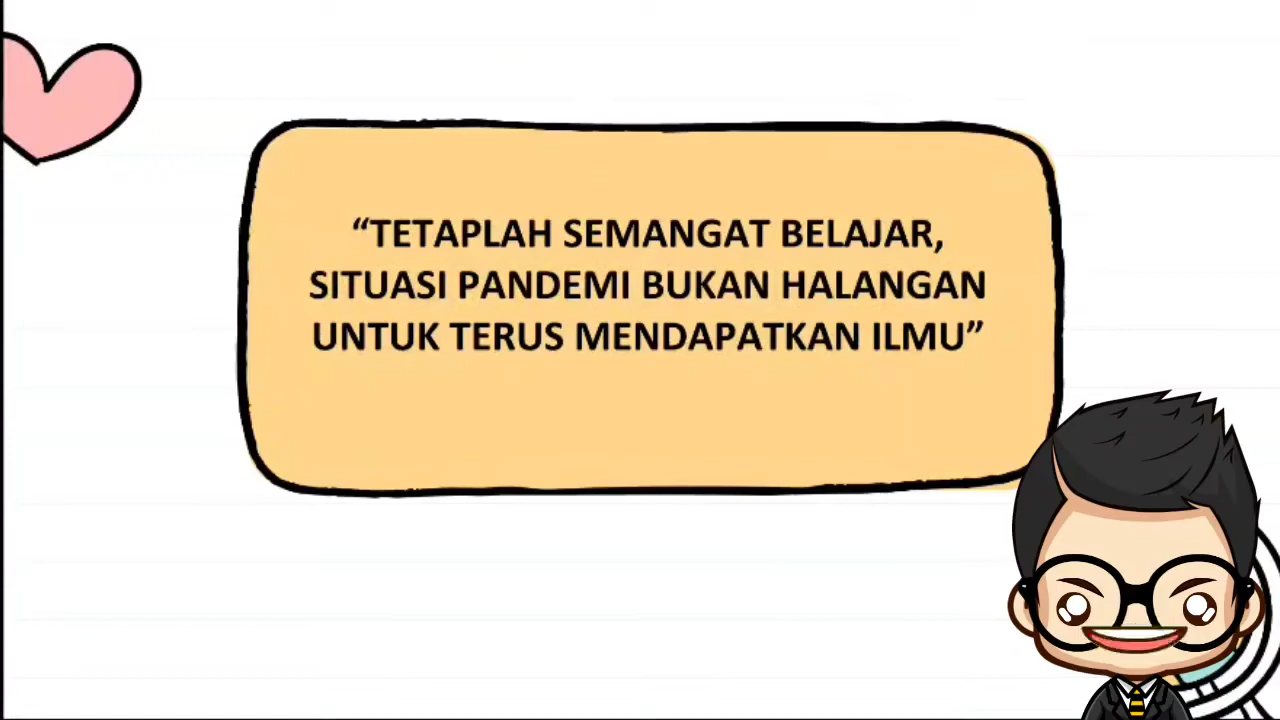 “TETAPLAH SEMANGAT BELAJAR,
SITUASI PANDEMI BUKAN HALANGAN
UNTUK TERUS MENDAPATKAN ILMU”